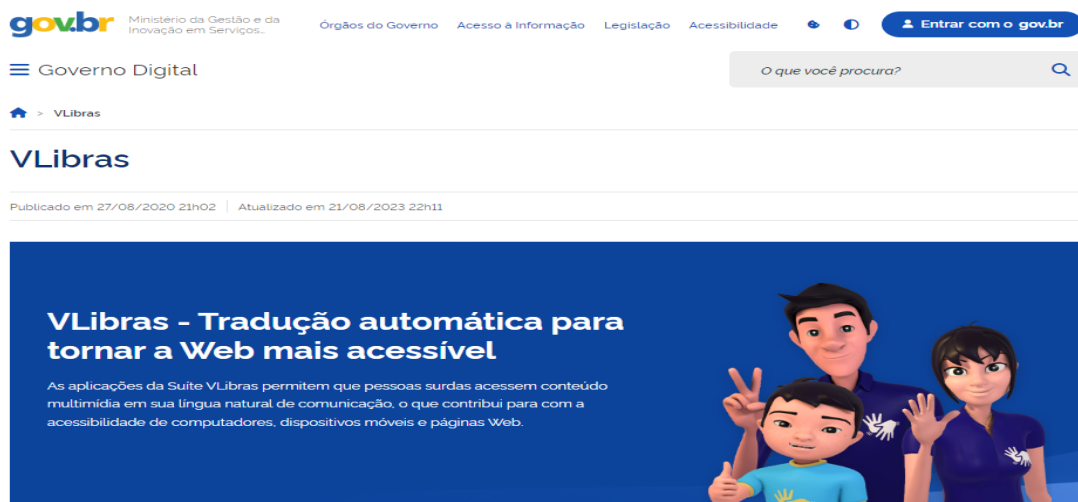 gov.br
Ministério da Gestão e da
Inovação em Serviços...
Órgãos do Governo Acesso à Informação Legislação Acessibilidade
Entrar com o gov.br
Governo Digital
O que você procura?
> VLibras
VLibras
Publicado em 27/08/2020 21h02 | Atualizado em 21/08/2023 22h11
VLibras - Tradução automática para
tornar a Web mais acessível
As aplicações da Suíte VLibras permitem que pessoas surdas acessem conteúdo
multimídia em sua língua natural de comunicação, o que contribui para com a
acessibilidade de computadores, dispositivos móveis e páginas Web.